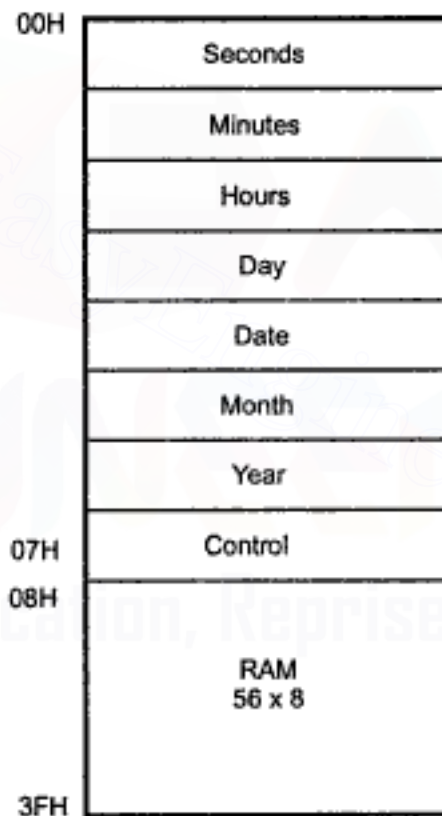 00H
Seconds
Minutes
Hours
Day
Date
Month
Year
07H Control
08H
RAM
56 x 8
3FH